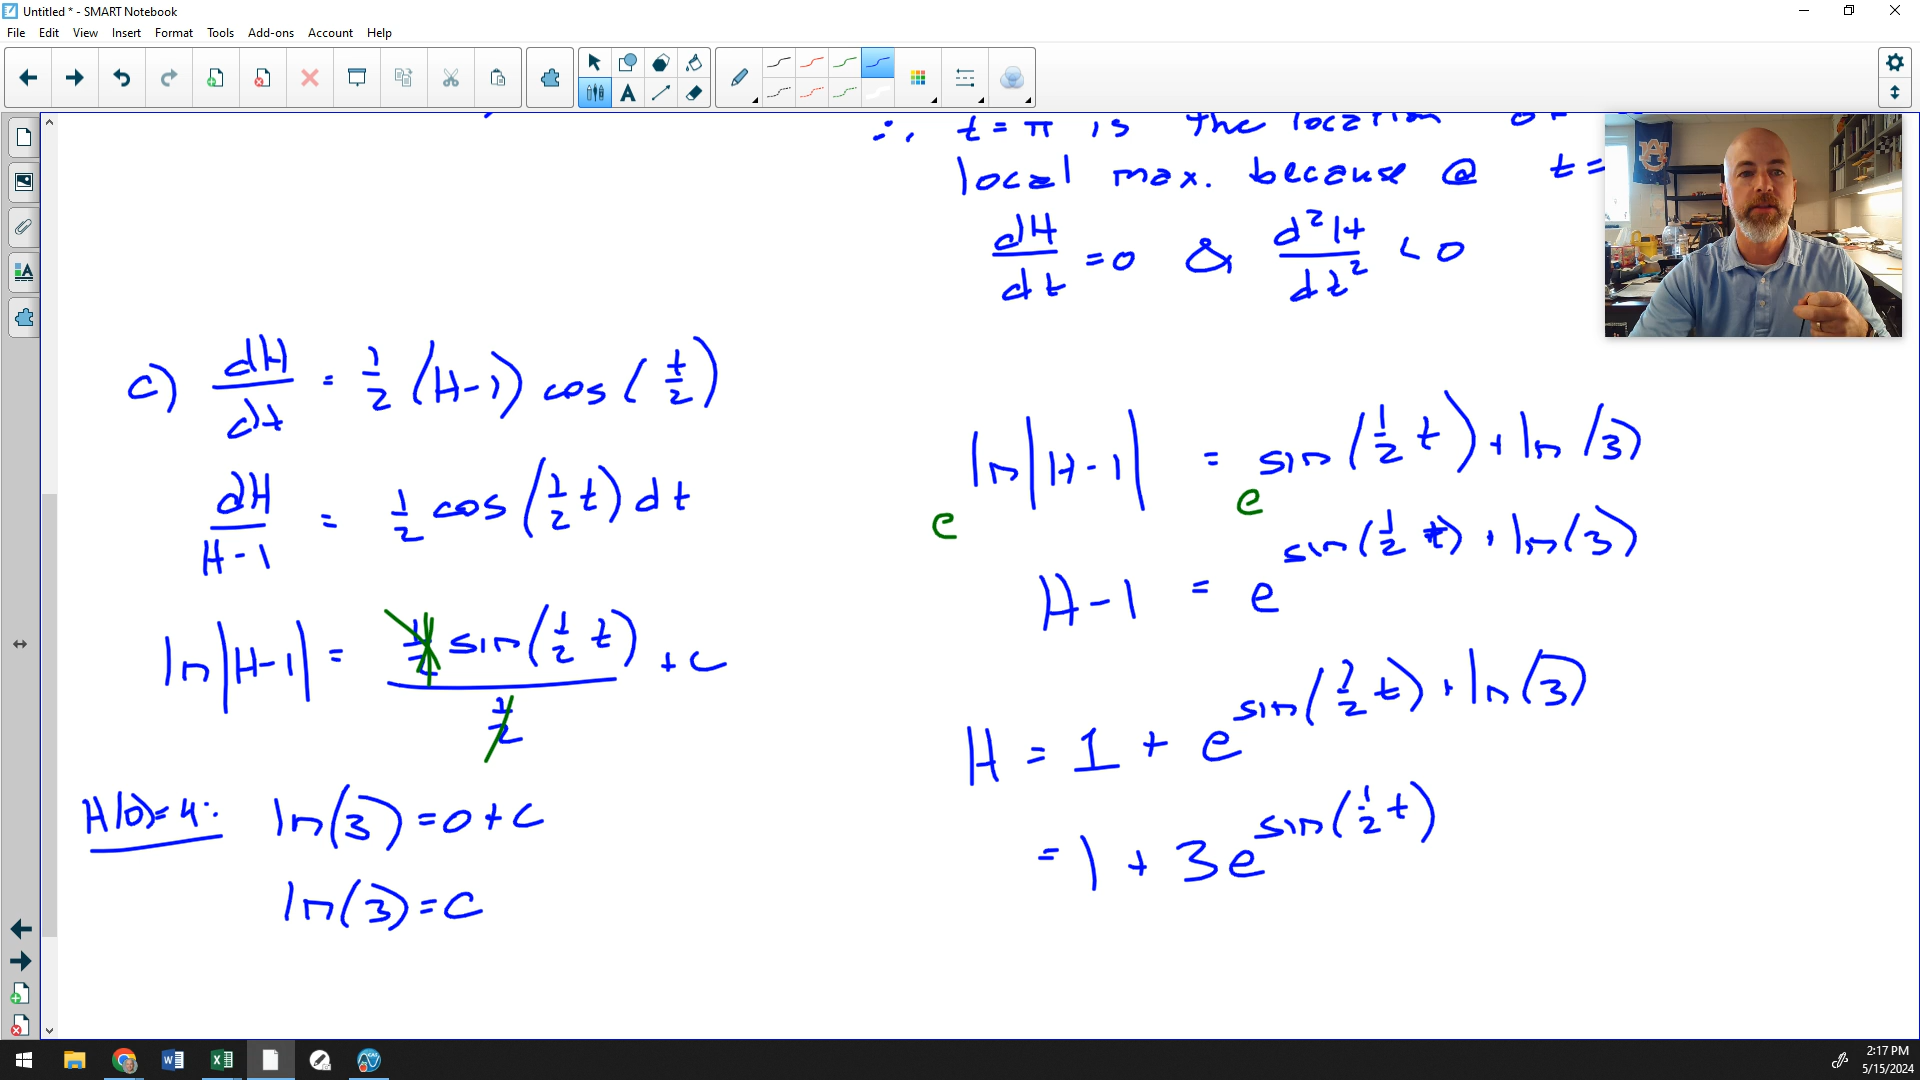 Untitled * - SMART Notebook
File Edit View Insert Format Tools Add-ons Account Help
∴ t = π is the location of
local max. because @ t =
dH/dt = 0 & d²H/dt² < 0
c) dH/dt = 1/2 (H-1) cos(t/2)
dH/(H-1) = 1/2 cos(1/2 t) dt
ln|H-1| = (1/2 sin(1/2 t))/(1/2) + c
H(0)=4: ln(3) = 0 + c
ln(3) = c
ln|H-1| = sin(1/2 t) + ln(3)
e e
H-1 = e^(sin(1/2 t) + ln(3))
H = 1 + e^(sin(1/2 t) + ln(3))
= 1 + 3e^(sin(1/2 t))
2:17 PM
5/15/2024